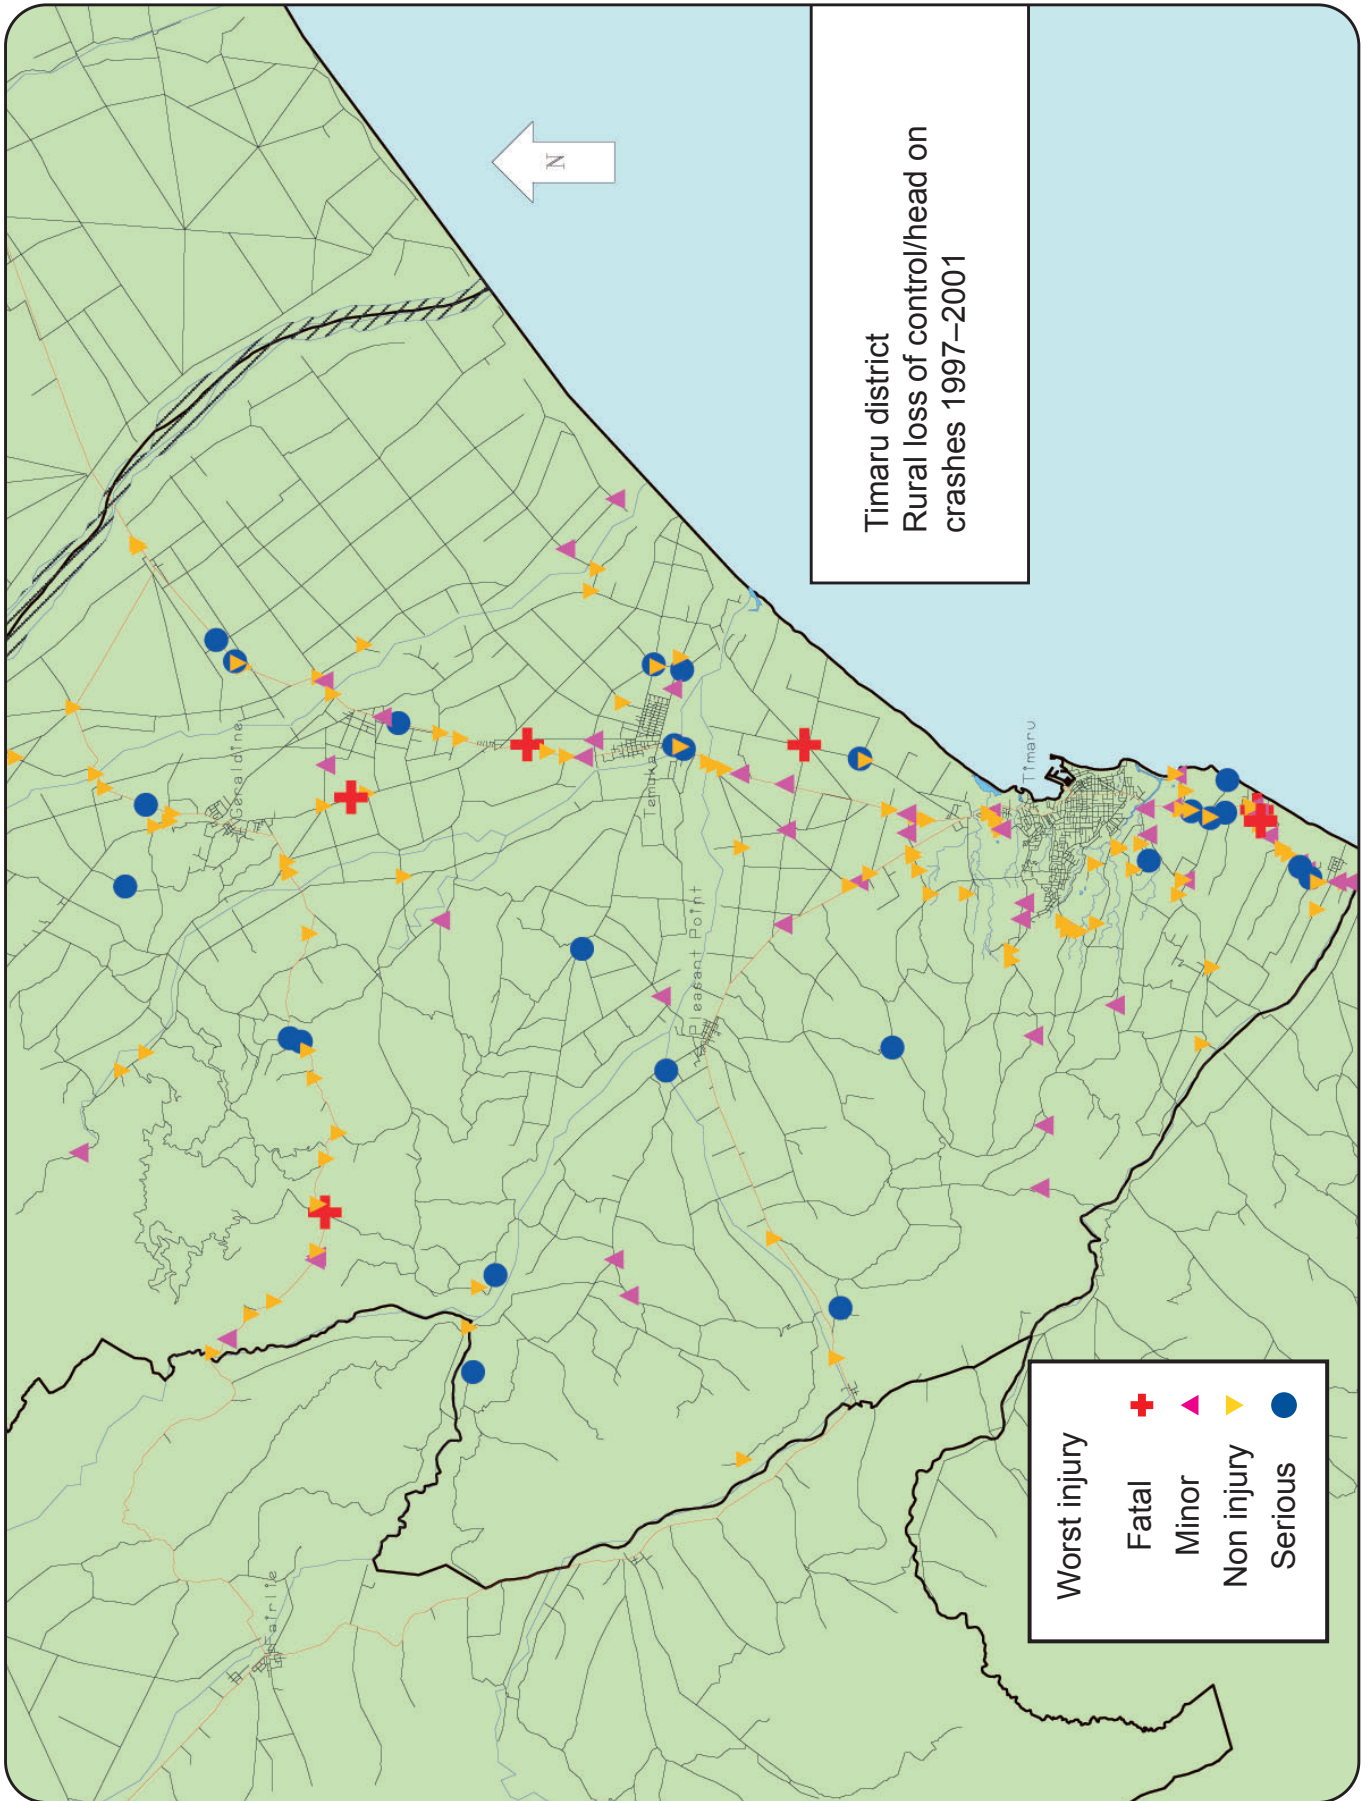 Timaru district
Rural loss of control/head on
crashes 1997–2001
N
Geraldine
Temuka
Timaru
Pleasant Point
Fairlie
Worst injury
Fatal
Minor
Non injury
Serious